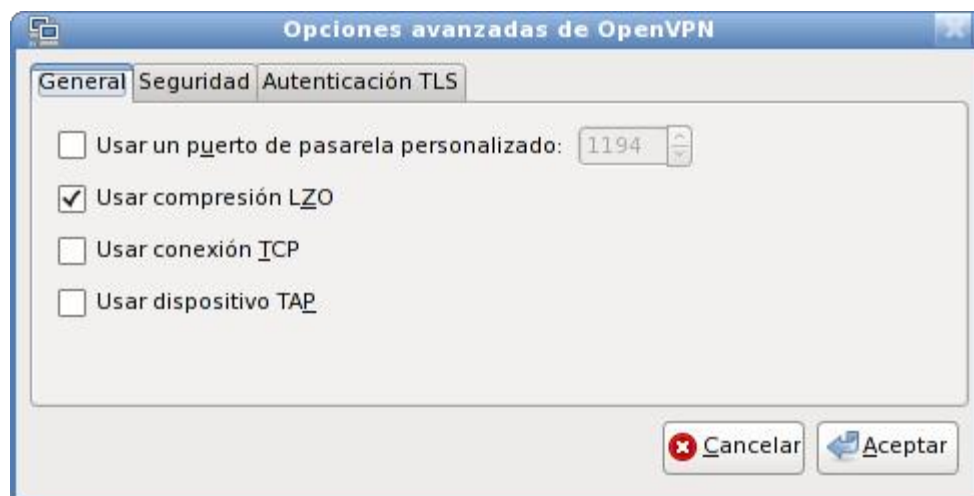 Opciones avanzadas de OpenVPN
General Seguridad Autenticación TLS
Usar un puerto de pasarela personalizado: 1194
Usar compresión LZO
Usar conexión TCP
Usar dispositivo TAP
Cancelar Aceptar